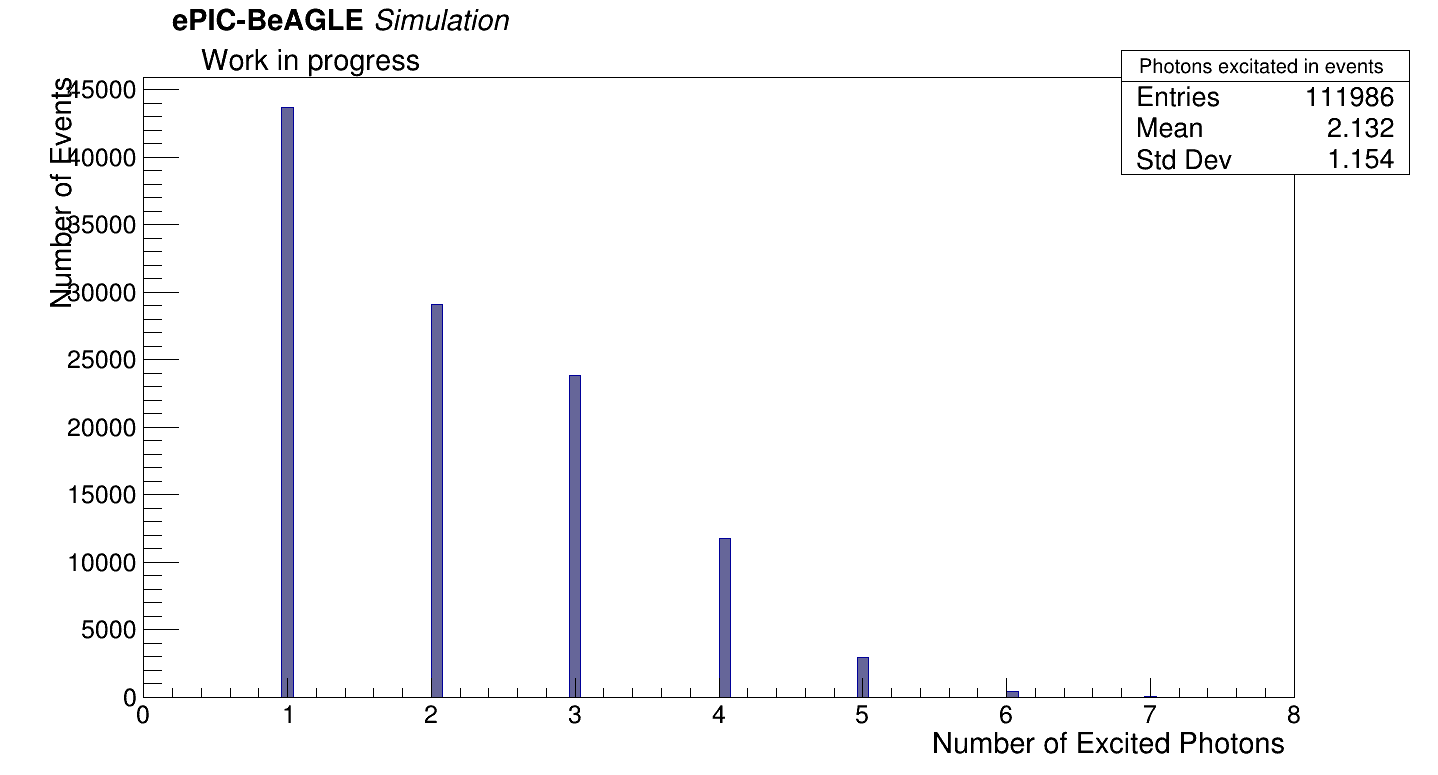 ePIC-BeAGLE Simulation
Work in progress
Photons excitated in events
Entries 111986
Mean 2.132
Std Dev 1.154
Number of Events
45000
40000
35000
30000
25000
20000
15000
10000
5000
0
0 1 2 3 4 5 6 7 8
Number of Excited Photons